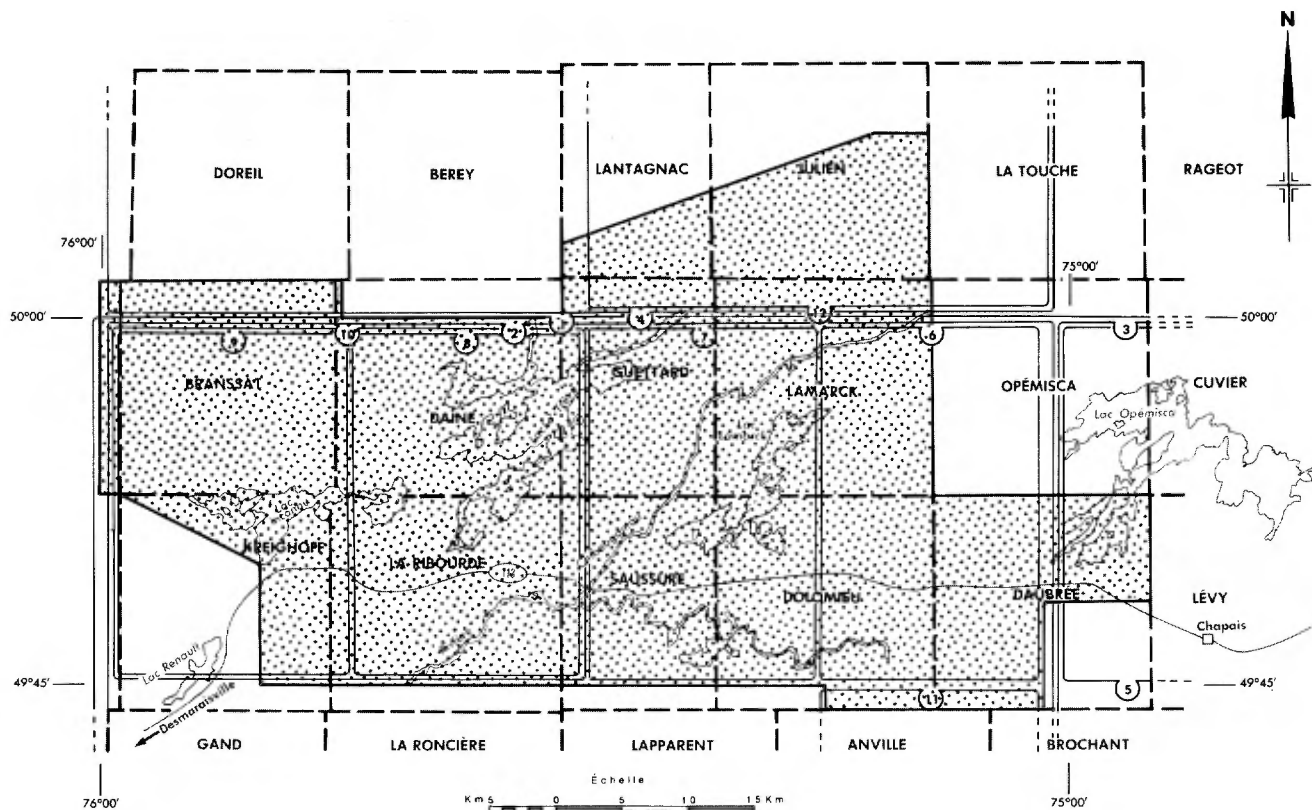 N
DOREIL
BEREY
LANTAGNAC
JULIEN
LA TOUCHE
RAGEOT
76°00'
75°00'
50°00'
50°00'
9
10
8
2
4
7
12
6
3
BRANSSAT
DAINE
GUETTARD
LAMARCK
OPÉMISCA
CUVIER
Lac Opémisca
Lac
KREIGHOFF
LA RIBOURDE
113
SAUSSURE
DOLOMIEU
DAUBRÉE
LÉVY
Chapais
Lac Renault
49°45'
49°45'
11
5
Desmaraisville
GAND
LA RONCIÈRE
LAPPARENT
ANVILLE
BROCHANT
Échelle
76°00'
Km 5 0 5 10 15 Km
75°00'